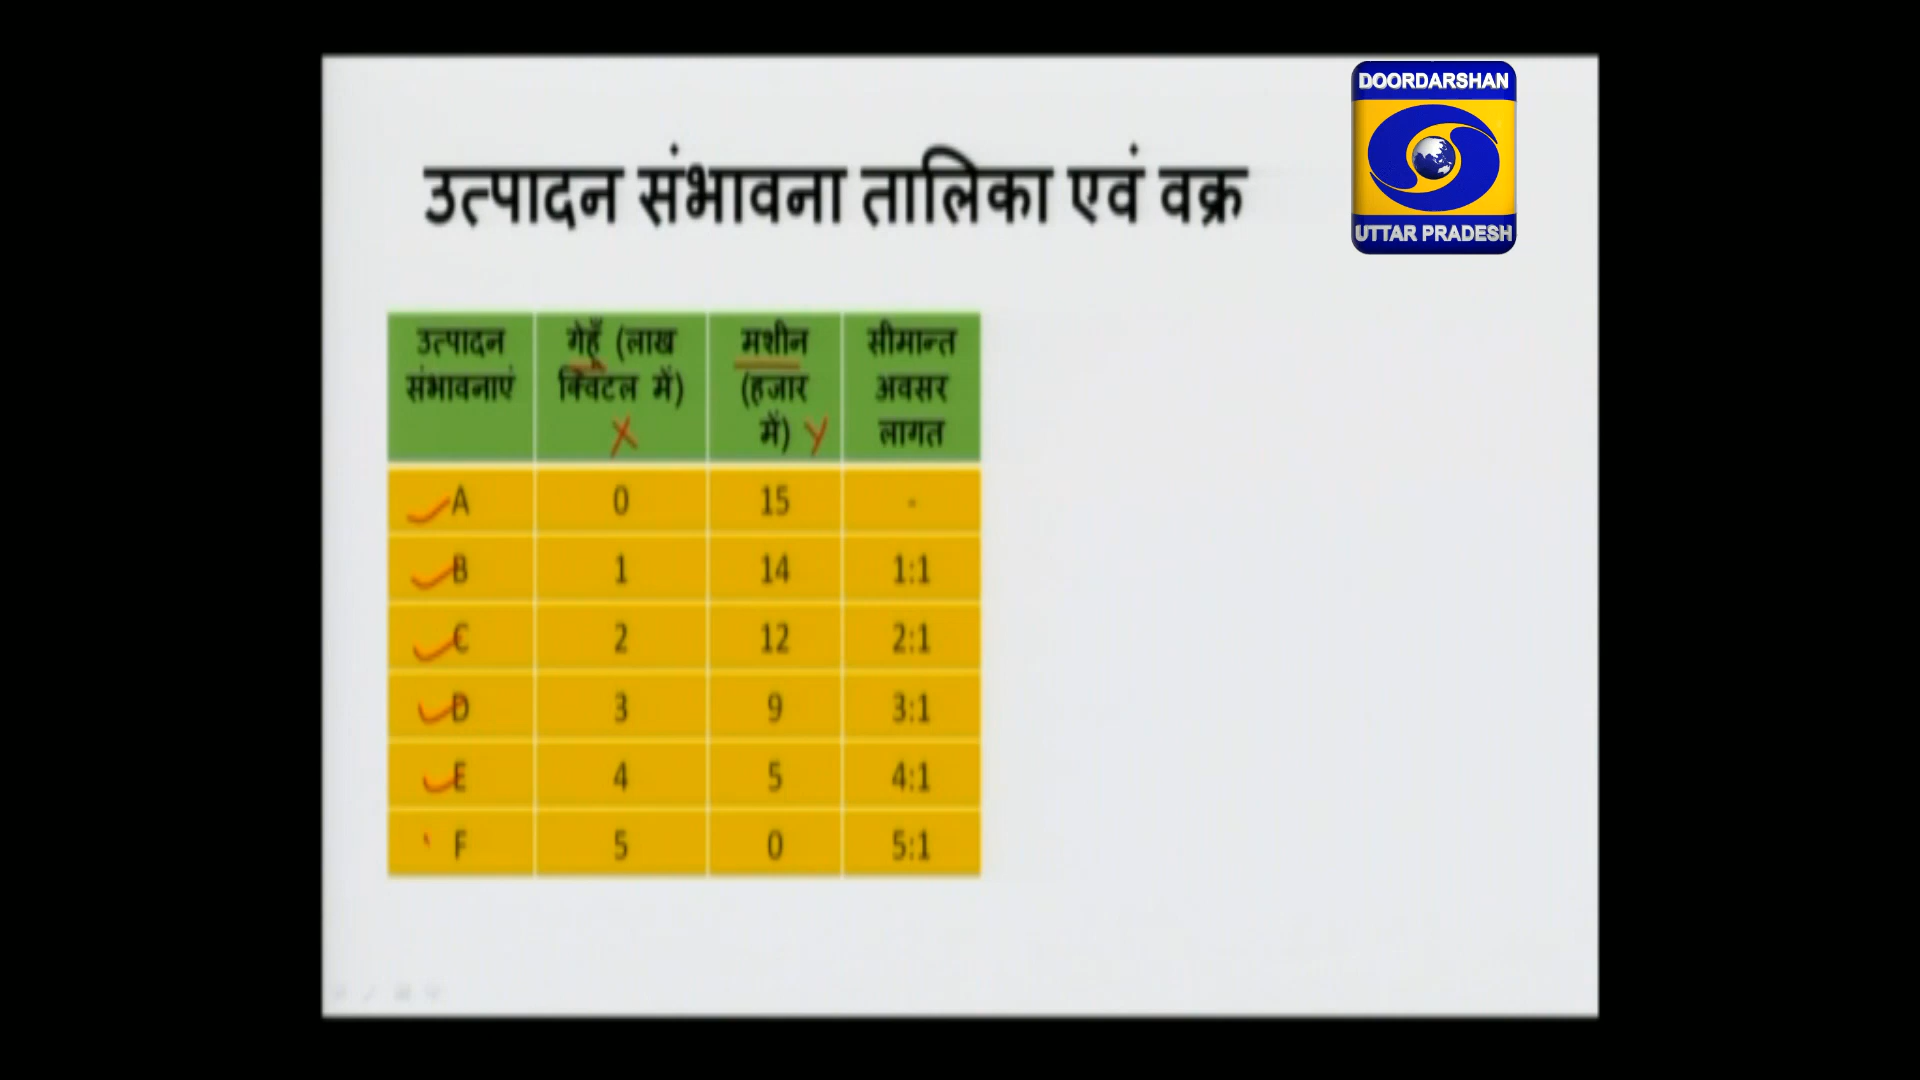 DOORDARSHAN
UTTAR PRADESH
उत्पादन संभावना तालिका एवं वक्र
उत्पादन संभावनाएं | गेहूँ (लाख क्विंटल में) X | मशीन (हजार में) Y | सीमान्त अवसर लागत
A 0 15 -
B 1 14 1:1
C 2 12 2:1
D 3 9 3:1
E 4 5 4:1
F 5 0 5:1